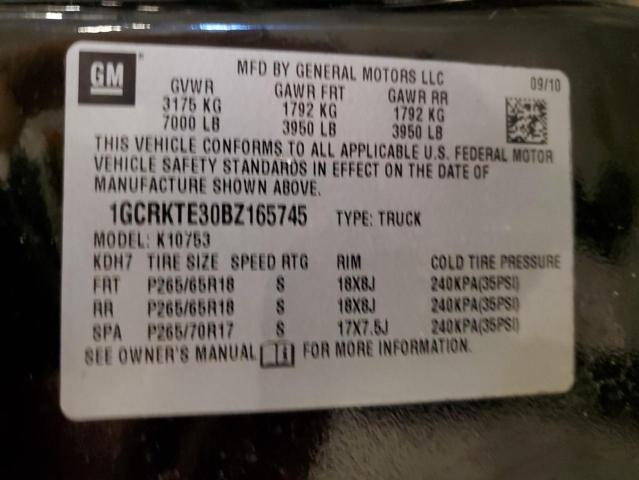 GM
MFD BY GENERAL MOTORS LLC
09/10
GVWR GAWR FRT GAWR RR
3175 KG 1792 KG 1792 KG
7000 LB 3950 LB 3950 LB
THIS VEHICLE CONFORMS TO ALL APPLICABLE U.S. FEDERAL MOTOR
VEHICLE SAFETY STANDARDS IN EFFECT ON THE DATE OF
MANUFACTURE SHOWN ABOVE.
1GCRKTE30BZ165745 TYPE: TRUCK
MODEL: K10753
KDH7 TIRE SIZE SPEED RTG RIM COLD TIRE PRESSURE
FRT P265/65R18 S 18X8J 240KPA(35PSI)
RR P265/65R18 S 18X8J 240KPA(35PSI)
SPA P265/70R17 S 17X7.5J 240KPA(35PSI)
SEE OWNER'S MANUAL FOR MORE INFORMATION.